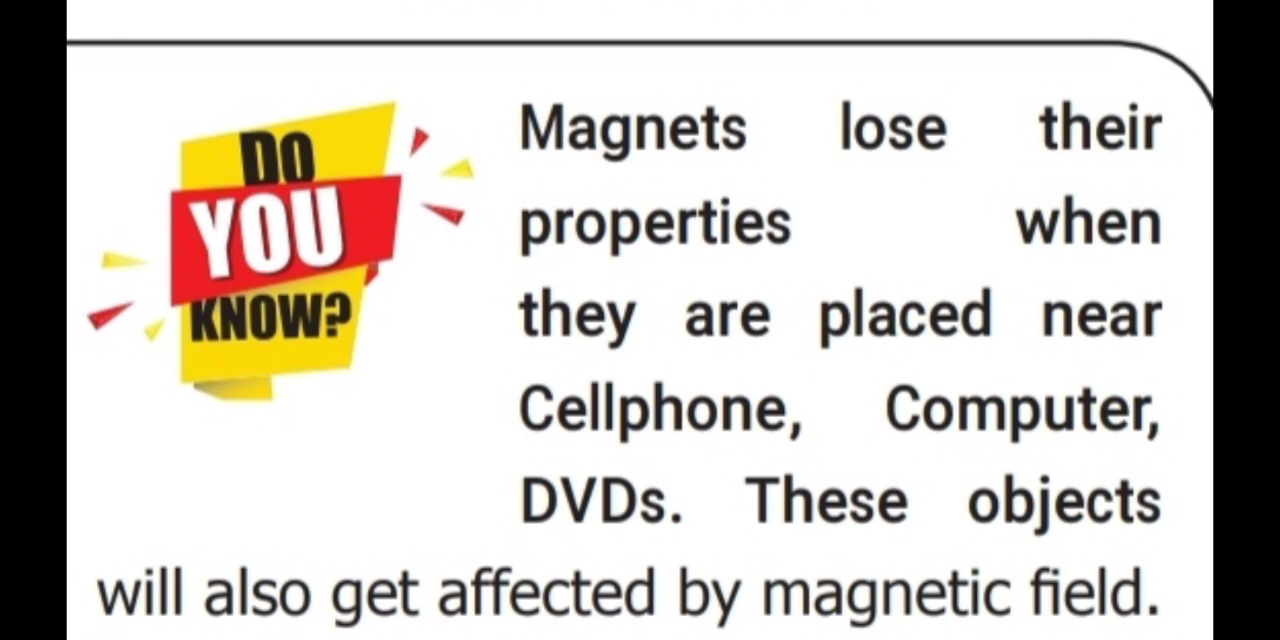 DO
YOU
KNOW?
Magnets lose their
properties when
they are placed near
Cellphone, Computer,
DVDs. These objects
will also get affected by magnetic field.